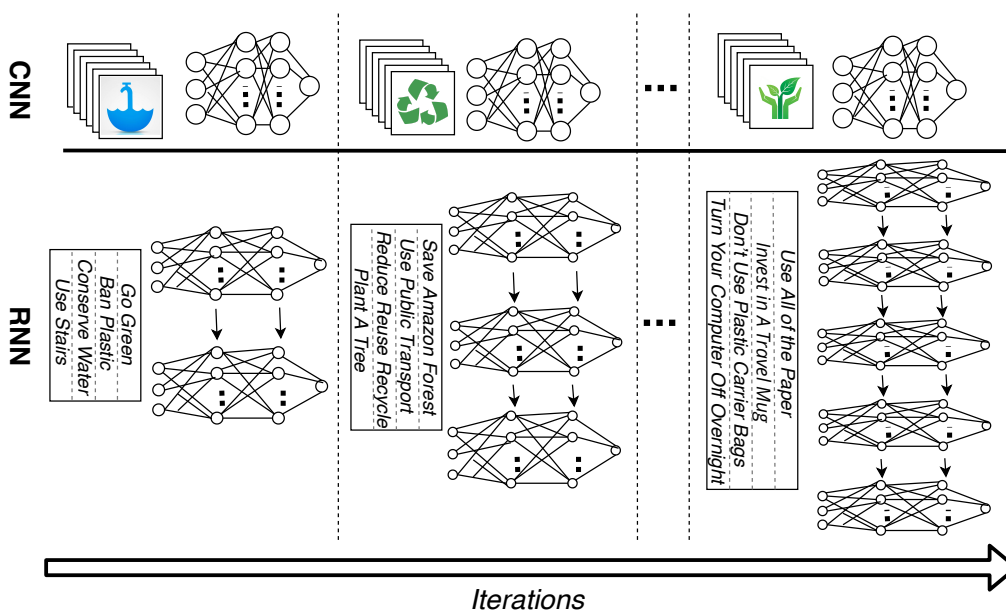 CNN
RNN
Go Green
Ban Plastic
Conserve Water
Use Stairs
Save Amazon Forest
Use Public Transport
Reduce Reuse Recycle
Plant A Tree
Use All of the Paper
Invest in A Travel Mug
Don't Use Plastic Carrier Bags
Turn Your Computer Off Overnight
Iterations